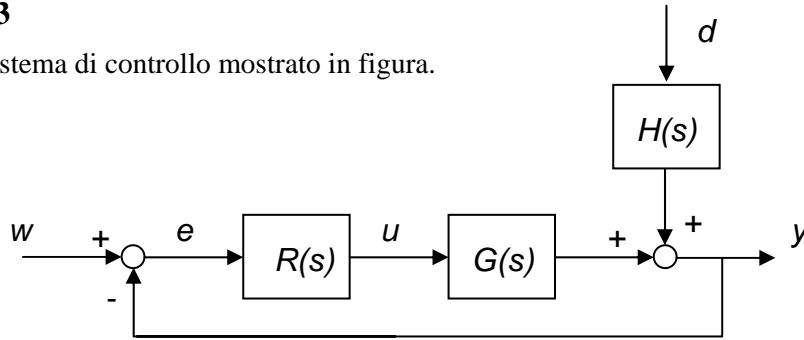 3
stema di controllo mostrato in figura.
d
H(s)
w + e R(s) u G(s) + + y
-